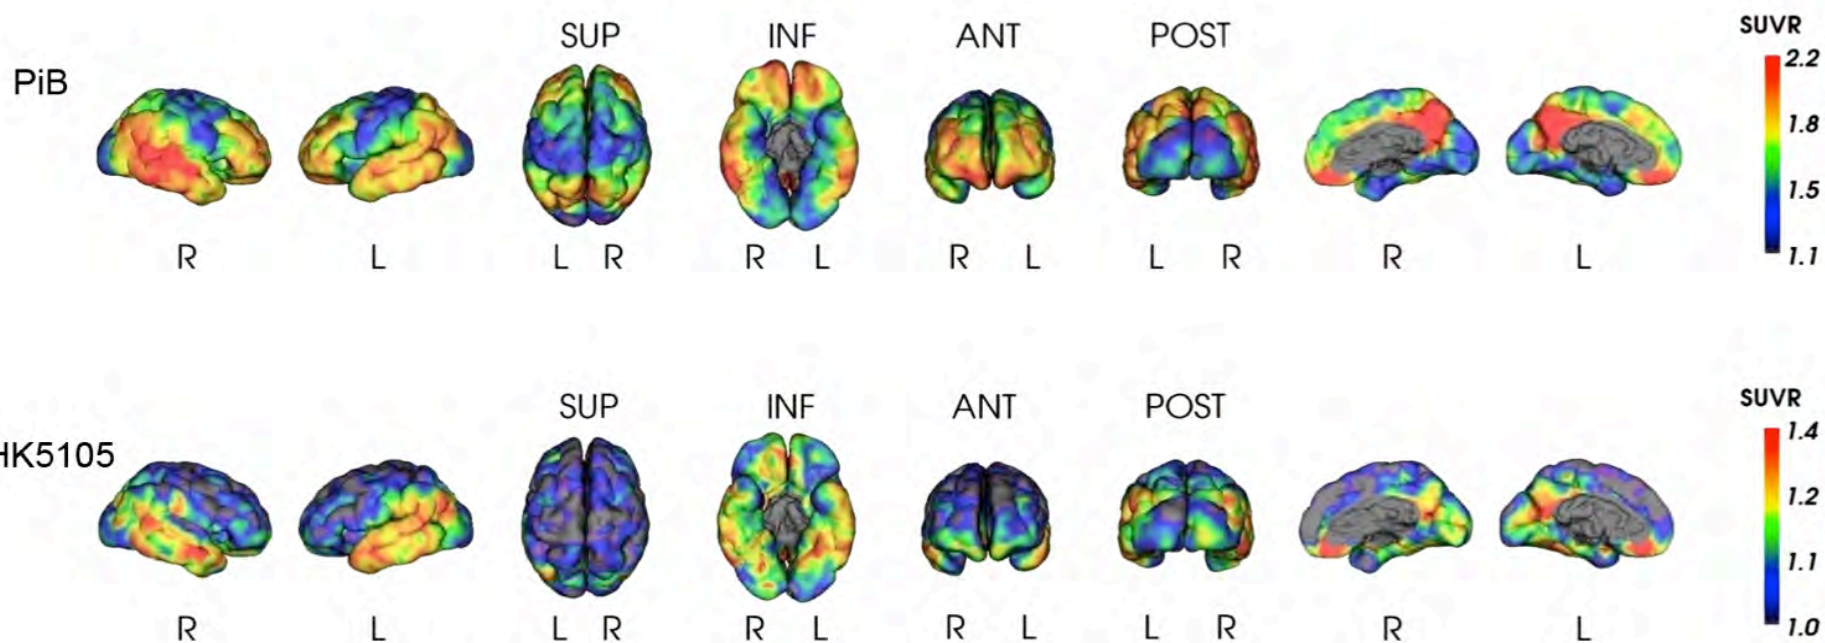 SUP INF ANT POST SUVR
PiB
2.2
1.8
1.5
1.1
R L L R R L R L L R R L
SUP INF ANT POST SUVR
HK5105
1.4
1.2
1.1
1.0
R L L R R L R L L R R L